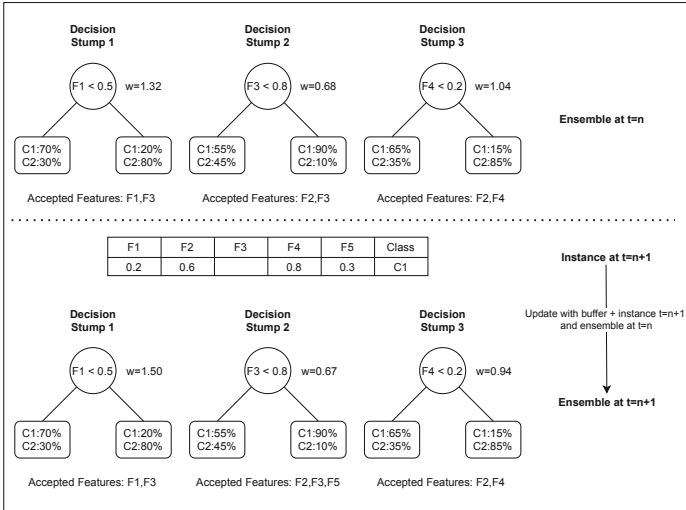 Decision
Stump 1
Decision
Stump 2
Decision
Stump 3
F1 < 0.5
w=1.32
F3 < 0.8
w=0.68
F4 < 0.2
w=1.04
Ensemble at t=n
C1:70%
C2:30%
C1:20%
C2:80%
C1:55%
C2:45%
C1:90%
C2:10%
C1:65%
C2:35%
C1:15%
C2:85%
Accepted Features: F1,F3
Accepted Features: F2,F3
Accepted Features: F2,F4
F1 F2 F3 F4 F5 Class
0.2 0.6 0.8 0.3 C1
Instance at t=n+1
Update with buffer + instance t=n+1
and ensemble at t=n
Ensemble at t=n+1
Decision
Stump 1
Decision
Stump 2
Decision
Stump 3
F1 < 0.5
w=1.50
F3 < 0.8
w=0.67
F4 < 0.2
w=0.94
C1:70%
C2:30%
C1:20%
C2:80%
C1:55%
C2:45%
C1:90%
C2:10%
C1:65%
C2:35%
C1:15%
C2:85%
Accepted Features: F1,F3
Accepted Features: F2,F3,F5
Accepted Features: F2,F4